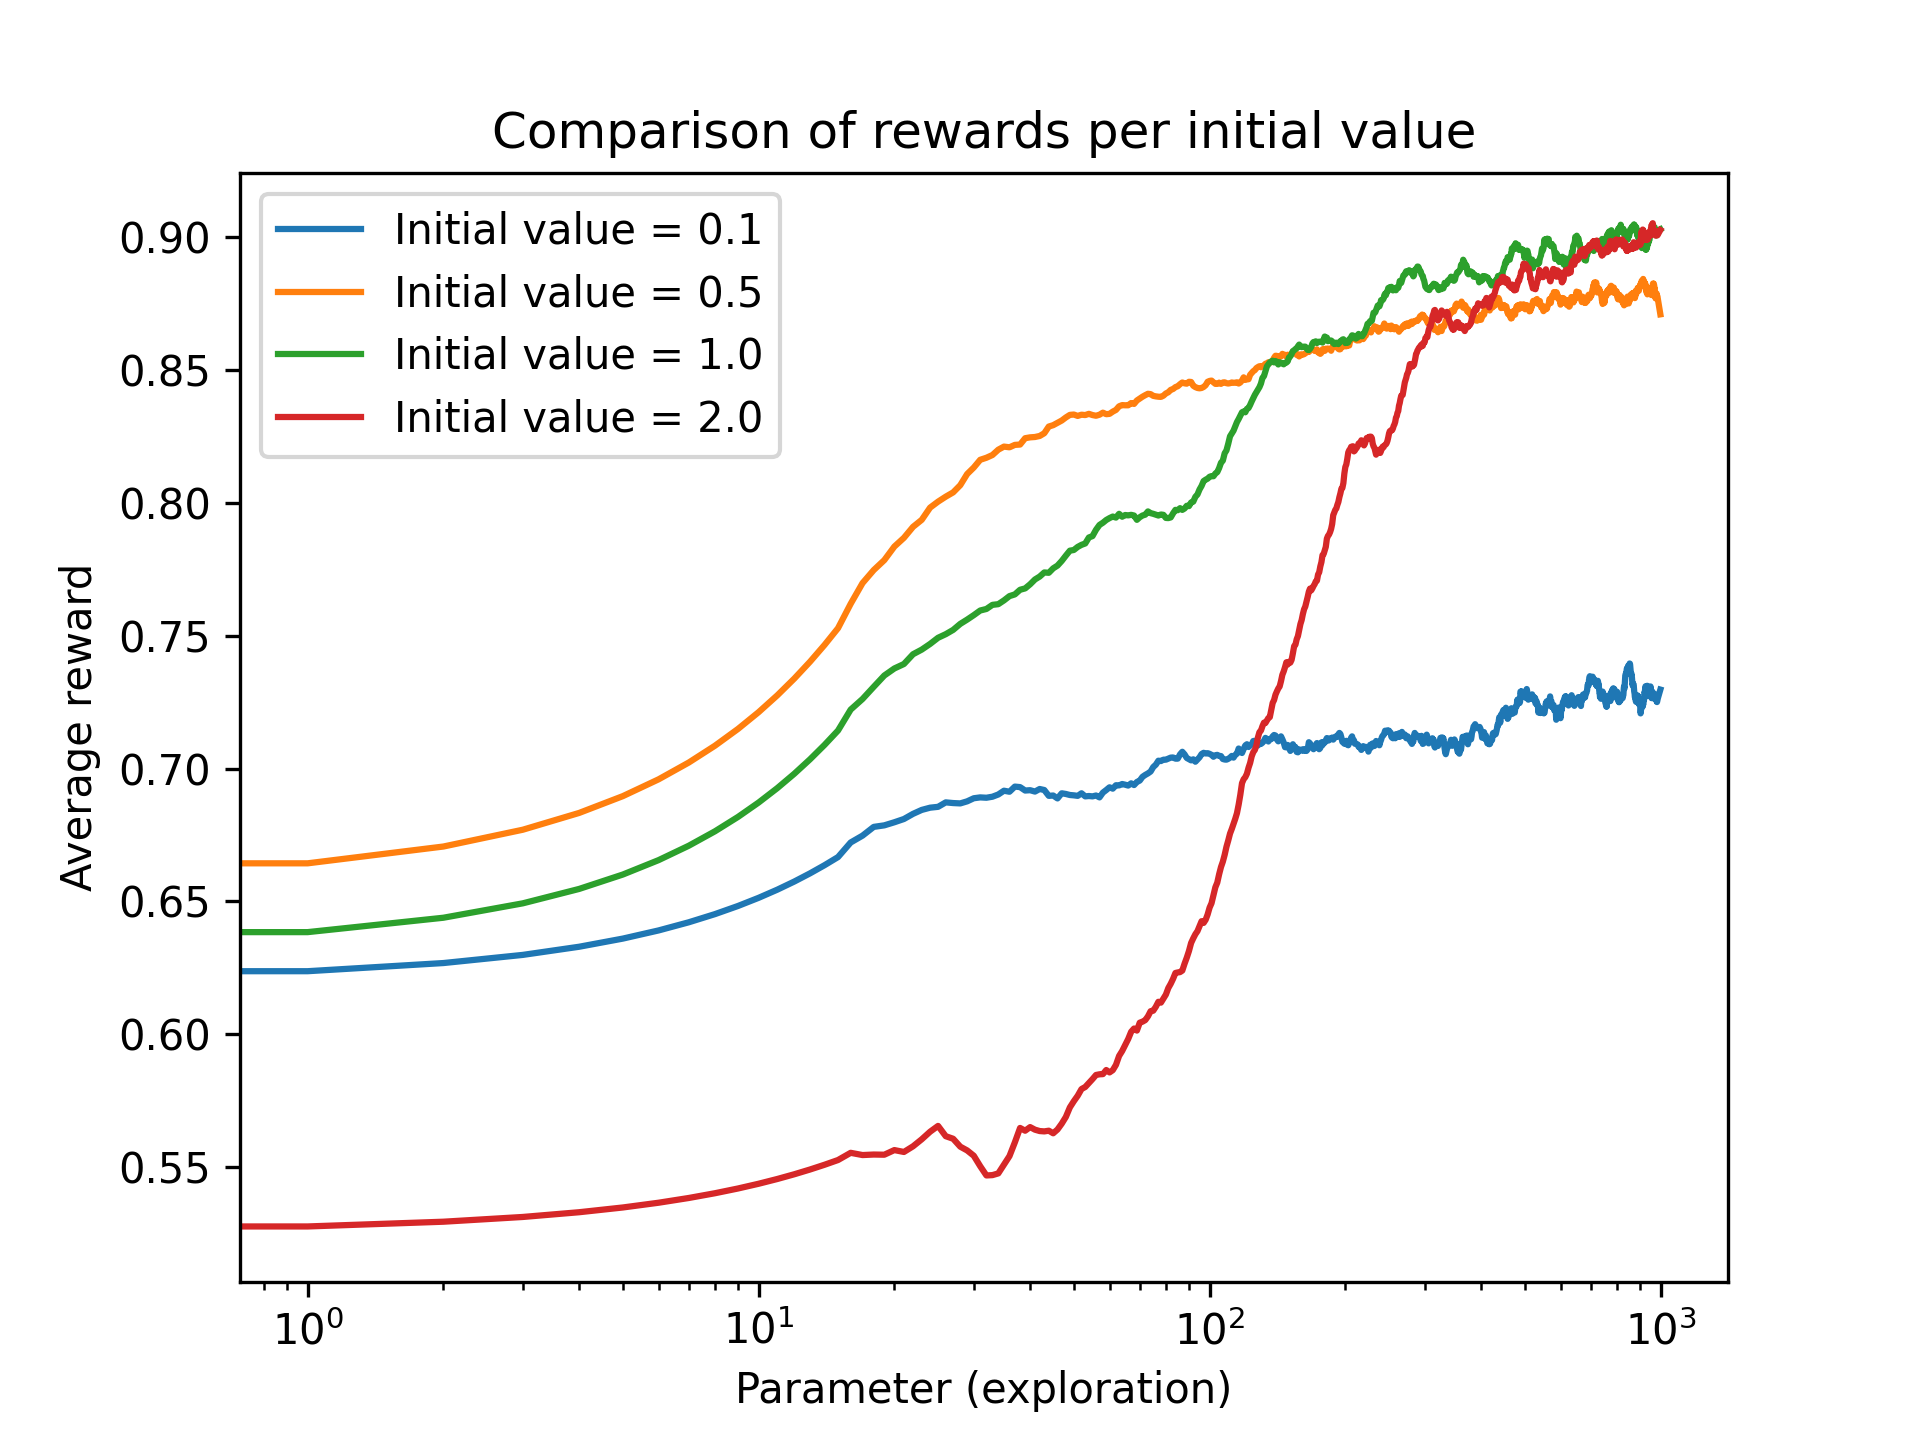 Comparison of rewards per initial value
Initial value = 0.1
Initial value = 0.5
Initial value = 1.0
Initial value = 2.0
0.90
0.85
0.80
0.75
0.70
0.65
0.60
0.55
Average reward
10⁰ 10¹ 10² 10³
Parameter (exploration)